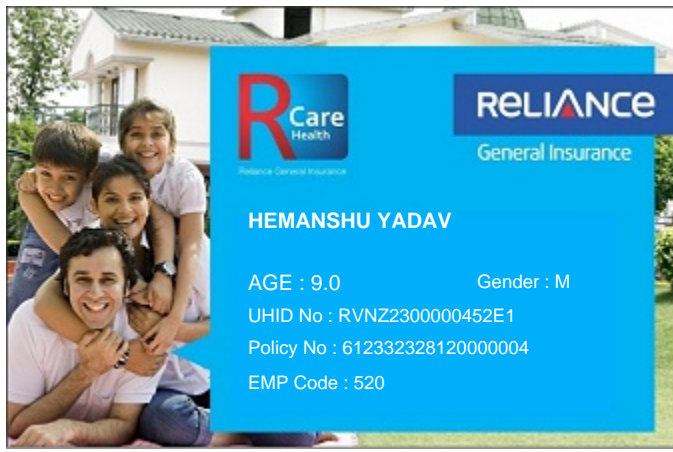 R Care
Health
RELIANCE
General Insurance
Reliance General Insurance
HEMANSHU YADAV
AGE : 9.0 Gender : M
UHID No : RVNZ2300000452E1
Policy No : 612332328120000004
EMP Code : 520